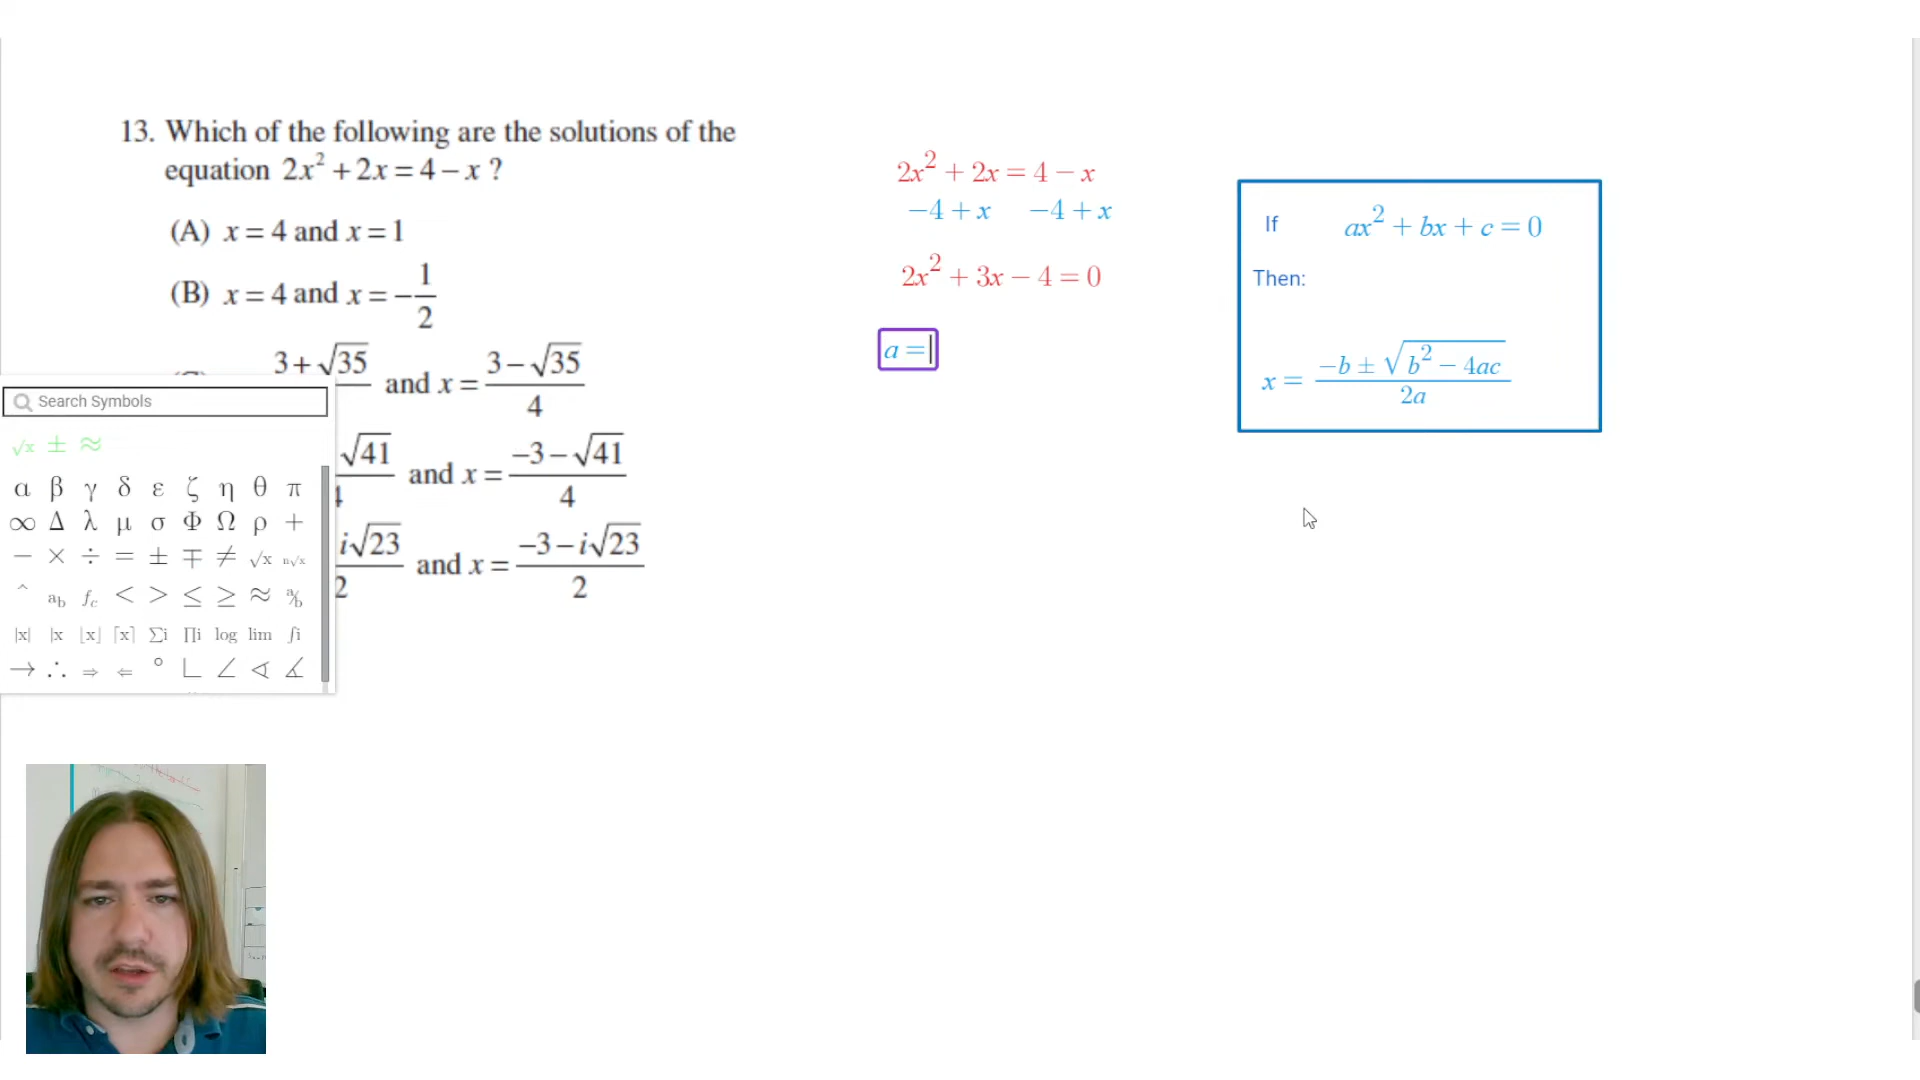 13. Which of the following are the solutions of the
equation 2x² + 2x = 4 – x ?
(A) x = 4 and x = 1
(B) x = 4 and x = –1/2
3 + √35 and x = (3 – √35)/4
√41 and x = (–3 – √41)/4
i√23 / 2 and x = (–3 – i√23)/2
Search Symbols
√x ± ≈
α β γ δ ε ζ η θ π
∞ Δ λ μ σ Φ Ω ρ +
− × ÷ = ± ∓ ≠ √x n√x
^ a_b f_c < > ≤ ≥ ≈ a/b
|x| |x ⌊x⌋ ⌈x⌉ ∑i ∏i log lim ∫i
→ ∴ ⇒ ⇐ ° ∟ ∠ ∢ ∡
2x² + 2x = 4 − x
−4 + x −4 + x
2x² + 3x − 4 = 0
a =
If ax² + bx + c = 0
Then:
x = (−b ± √(b² − 4ac))/2a